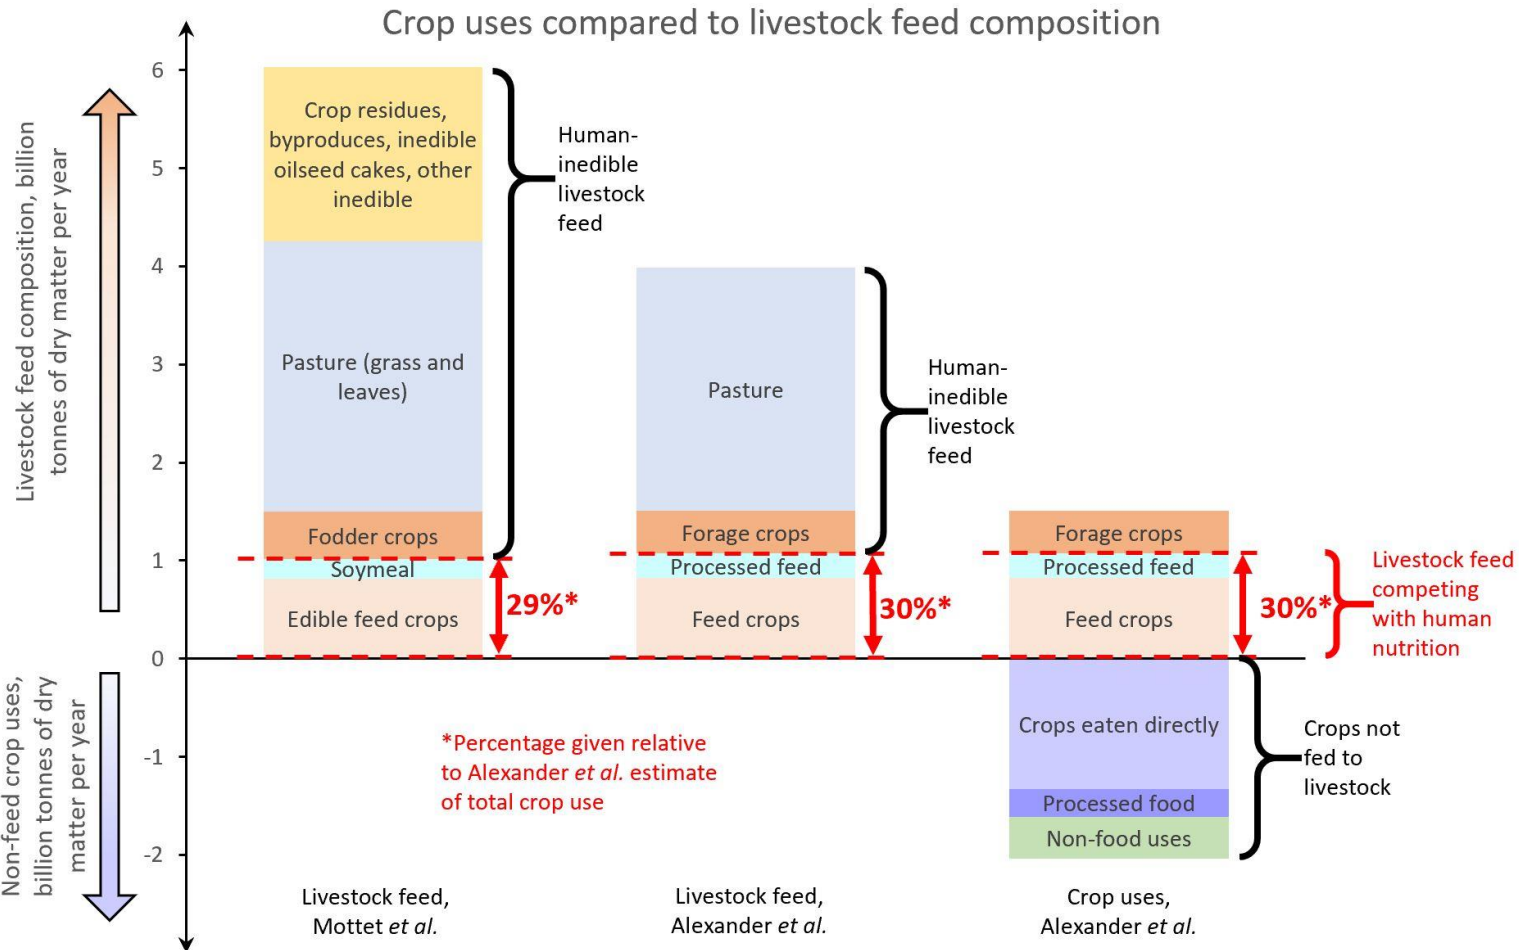 Crop uses compared to livestock feed composition
Livestock feed composition, billion
tonnes of dry matter per year
Non-feed crop uses,
billion tonnes of dry
matter per year
6
5
4
3
2
1
0
-1
-2
Crop residues,
byproduces, inedible
oilseed cakes, other
inedible
Pasture (grass and
leaves)
Fodder crops
Soymeal
Edible feed crops
Human-
inedible
livestock
feed
29%*
Pasture
Forage crops
Processed feed
Feed crops
Human-
inedible
livestock
feed
30%*
Forage crops
Processed feed
Feed crops
30%*
Livestock feed
competing
with human
nutrition
Crops eaten directly
Processed food
Non-food uses
Crops not
fed to
livestock
*Percentage given relative
to Alexander et al. estimate
of total crop use
Livestock feed,
Mottet et al.
Livestock feed,
Alexander et al.
Crop uses,
Alexander et al.